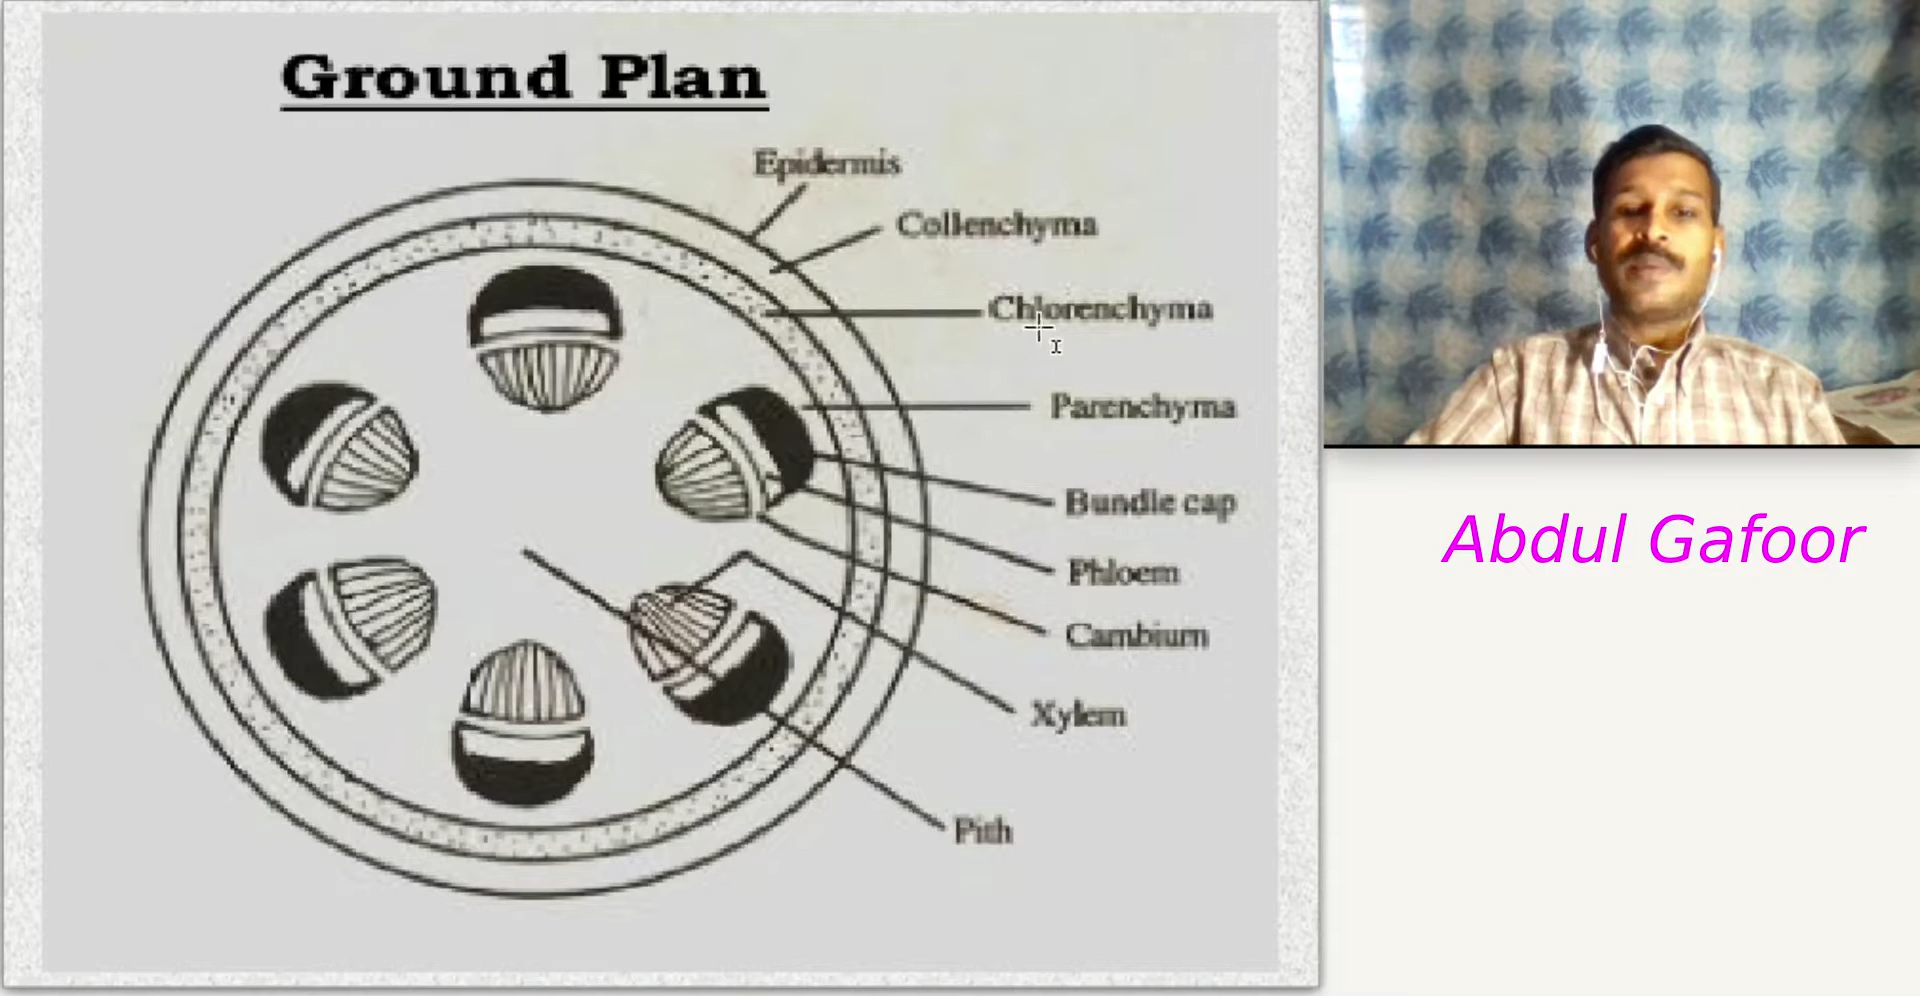 Ground Plan
Epidermis
Collenchyma
Chlorenchyma
Parenchyma
Bundle cap
Phloem
Cambium
Xylem
Pith
Abdul Gafoor